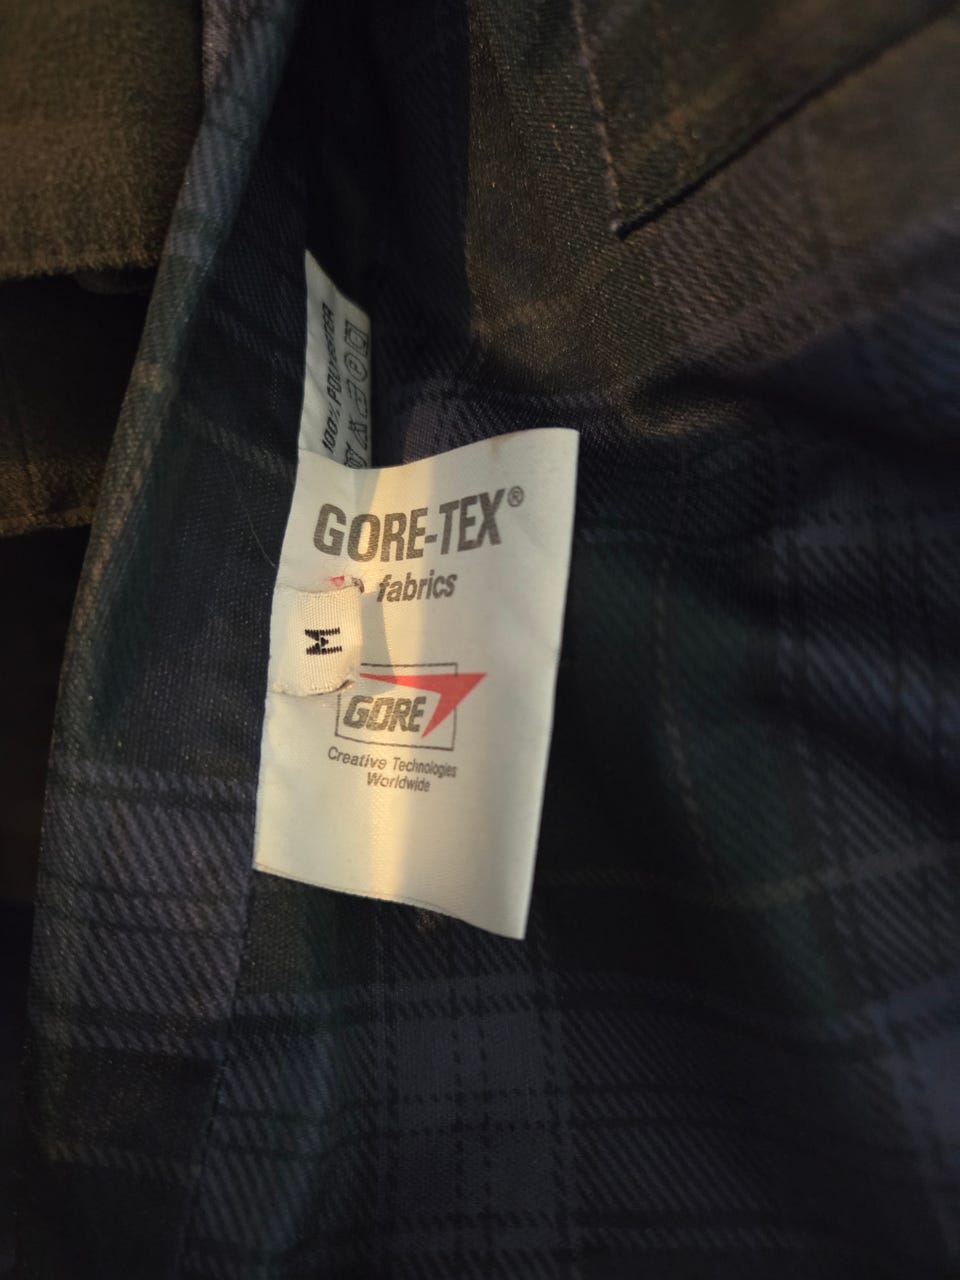 100% POLYESTER
GORE-TEX®
fabrics
M
GORE
Creative Technologies
Worldwide